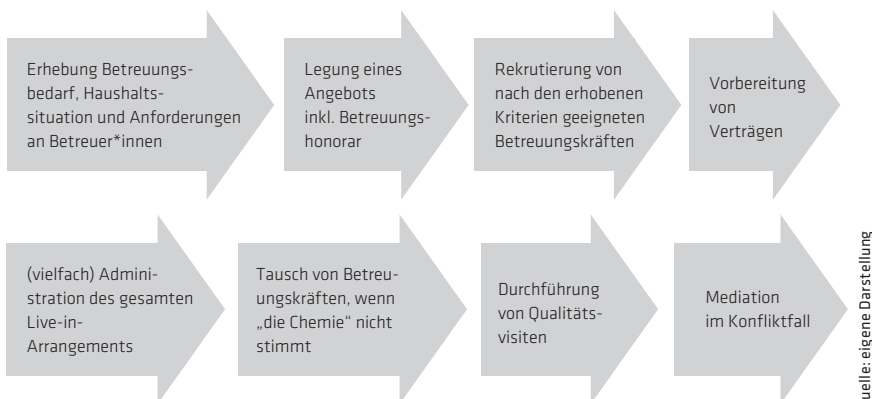 Erhebung Betreuungs-
bedarf, Haushalts-
situation und Anforderungen
an Betreuer*innen
Legung eines
Angebots
inkl. Betreuungs-
honorar
Rekrutierung von
nach den erhobenen
Kriterien geeigneten
Betreuungskräften
Vorbereitung
von
Verträgen
(vielfach) Admini-
stration des gesamten
Live-in-
Arrangements
Tausch von Betreu-
ungskräften, wenn
„die Chemie“ nicht
stimmt
Durchführung
von Qualitäts-
visiten
Mediation
im Konfliktfall
uelle: eigene Darstellung